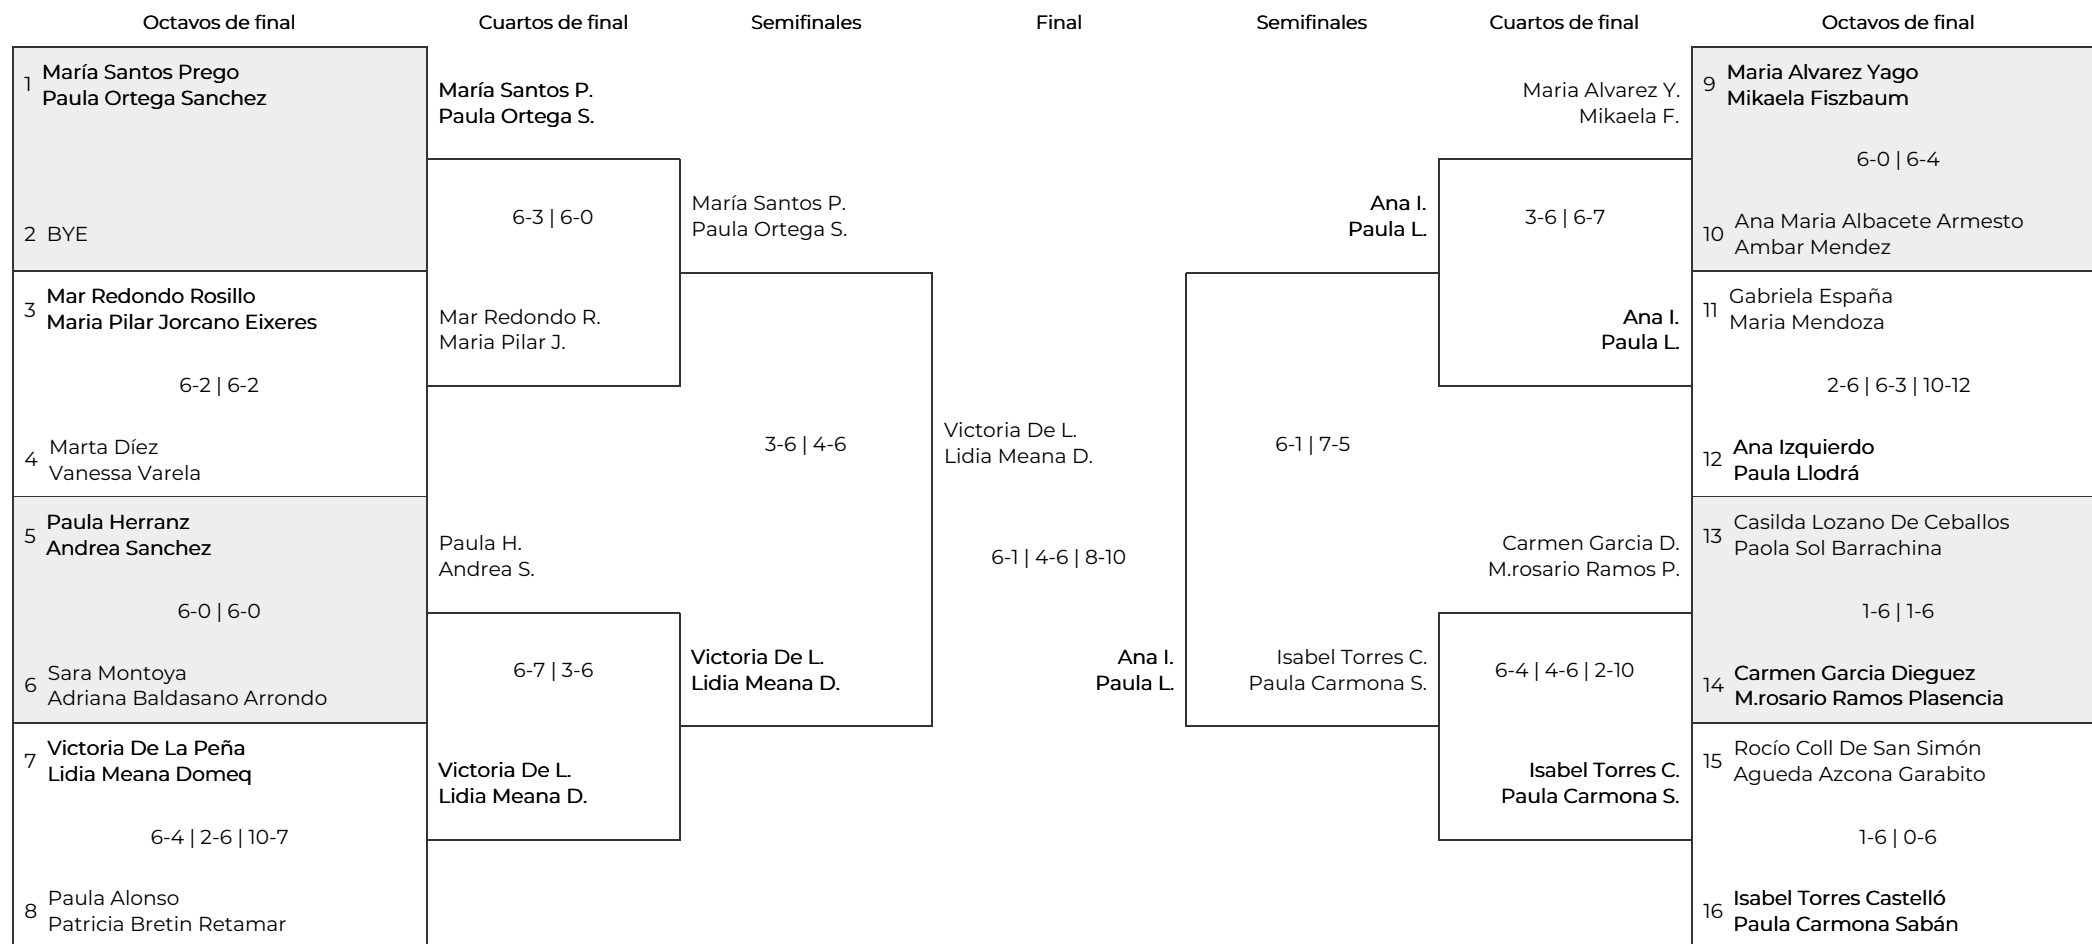 Octavos de final
Cuartos de final
Semifinales
Final
Semifinales
Cuartos de final
Octavos de final
1
María Santos Prego
Paula Ortega Sanchez
2 BYE
3
Mar Redondo Rosillo
Maria Pilar Jorcano Eixeres
6-2 | 6-2
4
Marta Díez
Vanessa Varela
5
Paula Herranz
Andrea Sanchez
6-0 | 6-0
6
Sara Montoya
Adriana Baldasano Arrondo
7
Victoria De La Peña
Lidia Meana Domeq
6-4 | 2-6 | 10-7
8
Paula Alonso
Patricia Bretin Retamar
María Santos P.
Paula Ortega S.
6-3 | 6-0
Mar Redondo R.
Maria Pilar J.
Paula H.
Andrea S.
6-7 | 3-6
Victoria De L.
Lidia Meana D.
María Santos P.
Paula Ortega S.
3-6 | 4-6
Victoria De L.
Lidia Meana D.
Victoria De L.
Lidia Meana D.
6-1 | 4-6 | 8-10
Ana I.
Paula L.
Ana I.
Paula L.
6-1 | 7-5
Isabel Torres C.
Paula Carmona S.
Maria Alvarez Y.
Mikaela F.
3-6 | 6-7
Ana I.
Paula L.
Carmen Garcia D.
M.rosario Ramos P.
6-4 | 4-6 | 2-10
Isabel Torres C.
Paula Carmona S.
9
Maria Alvarez Yago
Mikaela Fiszbaum
6-0 | 6-4
10
Ana Maria Albacete Armesto
Ambar Mendez
11
Gabriela España
Maria Mendoza
2-6 | 6-3 | 10-12
12
Ana Izquierdo
Paula Llodrá
13
Casilda Lozano De Ceballos
Paola Sol Barrachina
1-6 | 1-6
14
Carmen Garcia Dieguez
M.rosario Ramos Plasencia
15
Rocío Coll De San Simón
Agueda Azcona Garabito
1-6 | 0-6
16
Isabel Torres Castelló
Paula Carmona Sabán